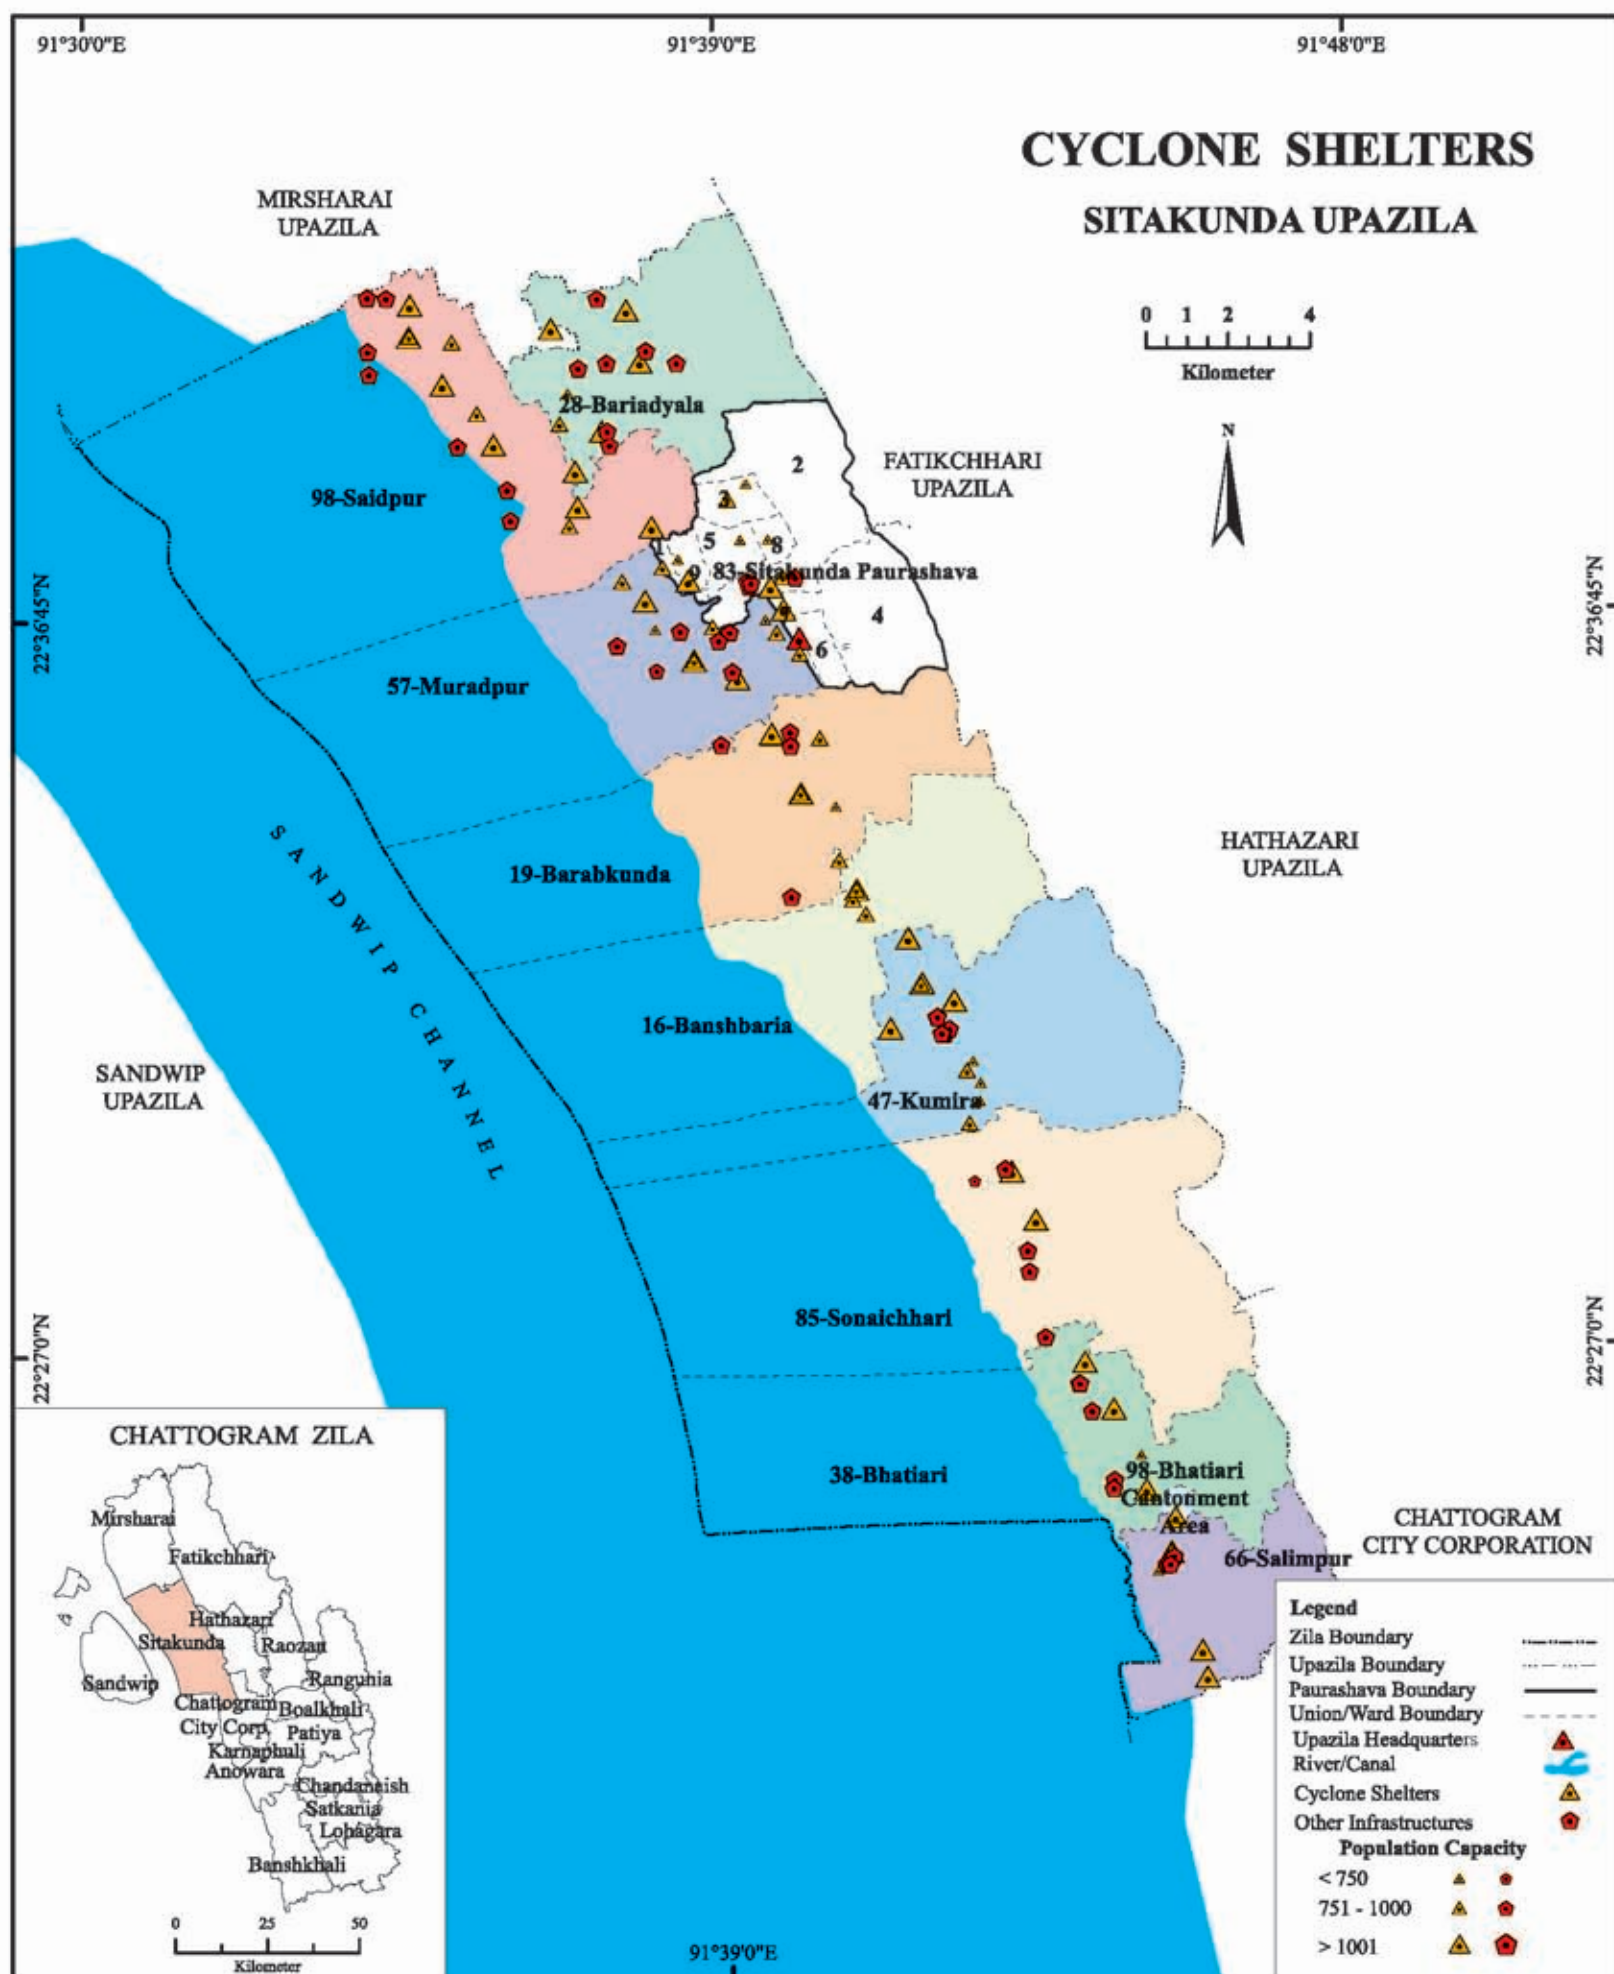 91°30'0"E
91°39'0"E
91°48'0"E
CYCLONE SHELTERS
SITAKUNDA UPAZILA
MIRSHARAI
UPAZILA
0 1 2 4
Kilometer
N
28-Bariadyala
FATIKCHHARI
UPAZILA
2
3
98-Saidpur
1
5
8
9
83-Sitakunda Paurashava
4
6
22°36'45"N
22°36'45"N
57-Muradpur
HATHAZARI
UPAZILA
19-Barabkunda
SANDWIP CHANNEL
16-Banshbaria
SANDWIP
UPAZILA
47-Kumira
85-Sonaichhari
22°27'0"N
22°27'0"N
38-Bhatiari
98-Bhatiari
Cantonment
Area
66-Salimpur
CHATTOGRAM
CITY CORPORATION
CHATTOGRAM ZILA
Mirsharai
Fatikchhari
Hathazari
Sitakunda
Raozan
Sandwip
Rangunia
Chattogram
City Corp.
Boalkhali
Patiya
Karnaphuli
Anowara
Chandanaish
Satkania
Lohagara
Banshkhali
0 25 50
Kilometer
91°39'0"E
Legend
Zila Boundary
Upazila Boundary
Paurashava Boundary
Union/Ward Boundary
Upazila Headquarters
River/Canal
Cyclone Shelters
Other Infrastructures
Population Capacity
< 750
751 - 1000
> 1001